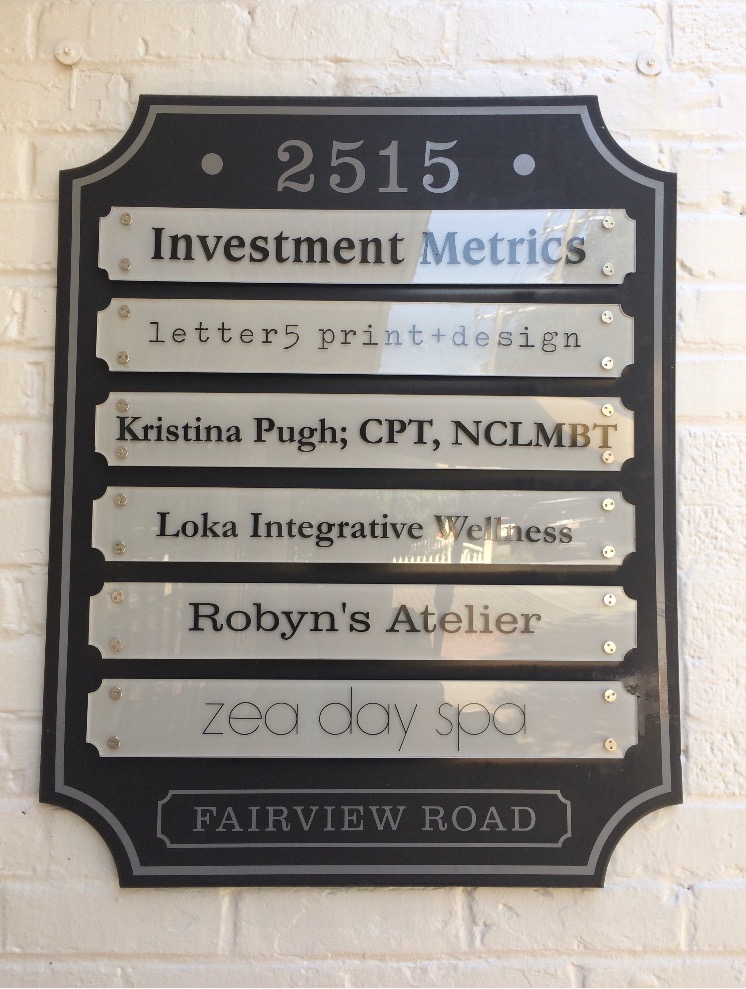 2515
Investment Metrics
letter5 print+design
Kristina Pugh; CPT, NCLMBT
Loka Integrative Wellness
Robyn's Atelier
zea day spa
FAIRVIEW ROAD